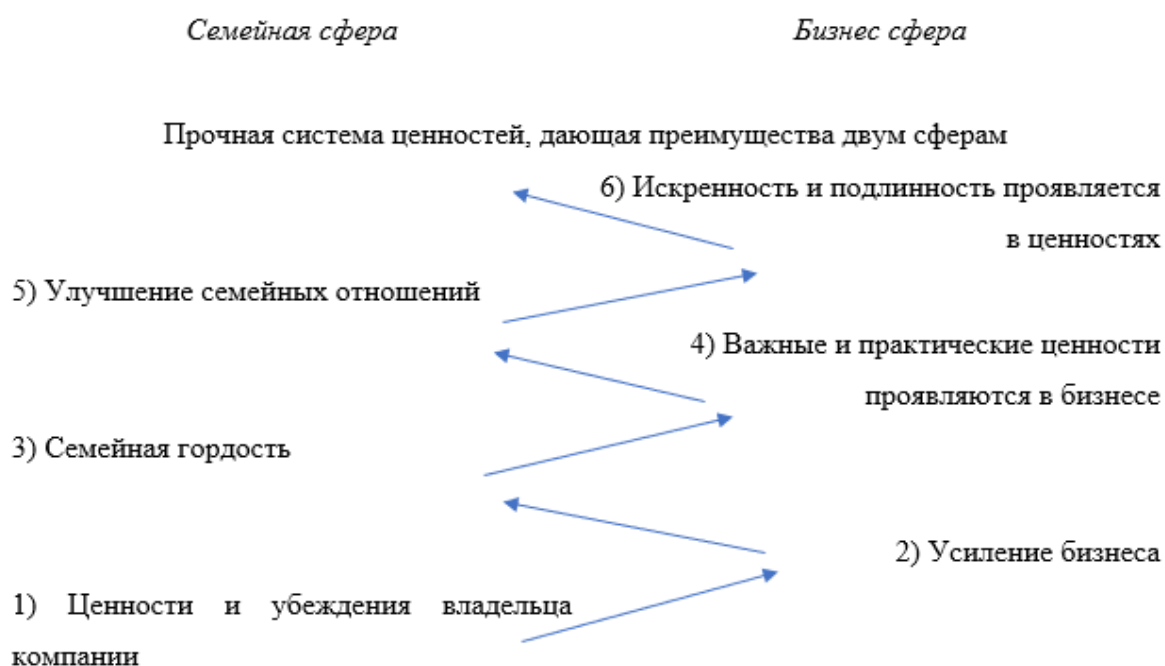 Семейная сфера
Бизнес сфера
Прочная система ценностей, дающая преимущества двум сферам
6) Искренность и подлинность проявляется
в ценностях
5) Улучшение семейных отношений
4) Важные и практические ценности
проявляются в бизнесе
3) Семейная гордость
2) Усиление бизнеса
1) Ценности и убеждения владельца
компании